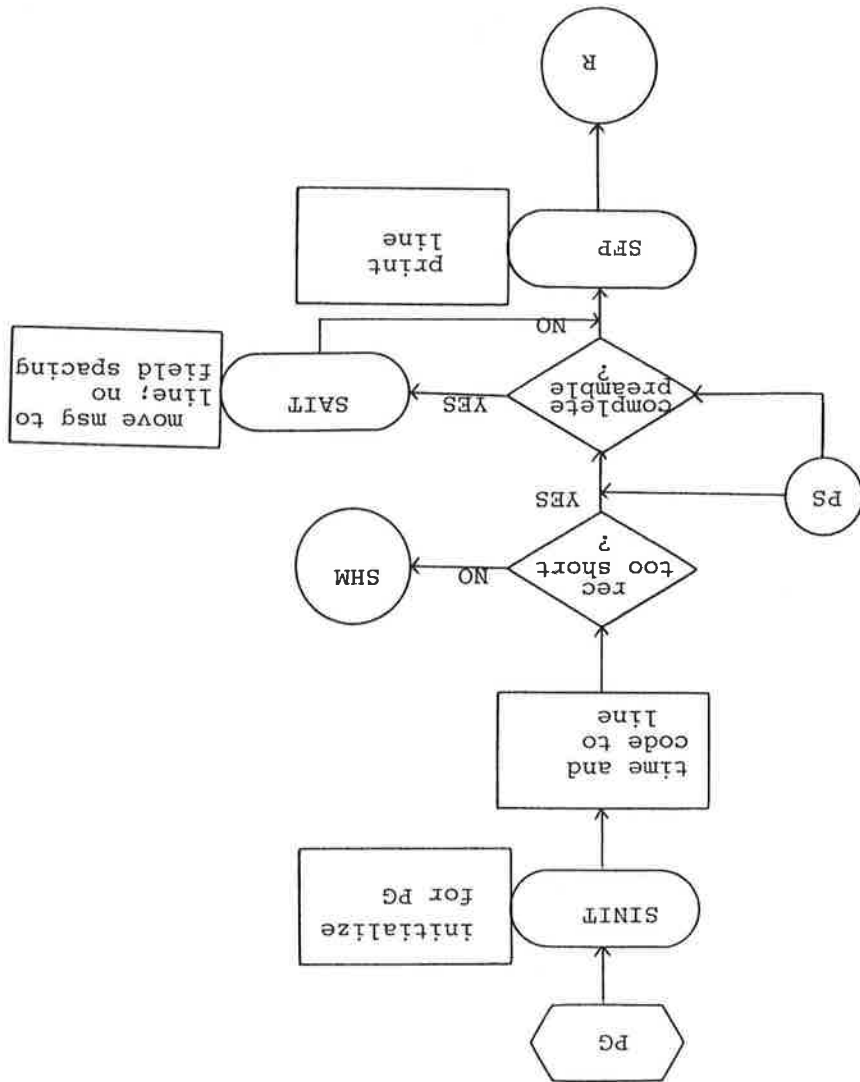 PG
SINIT
initialize
for PG
time and
code to
line
rec
too short
?
NO
SHM
YES
PS
complete
preamble
?
YES
SAIT
move msg to
line; no
field spacing
NO
SFP
print
line
R